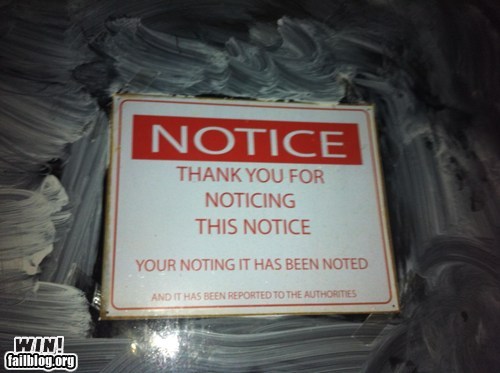 NOTICE
THANK YOU FOR
NOTICING
THIS NOTICE
YOUR NOTING IT HAS BEEN NOTED
AND IT HAS BEEN REPORTED TO THE AUTHORITIES
WIN!
failblog.org